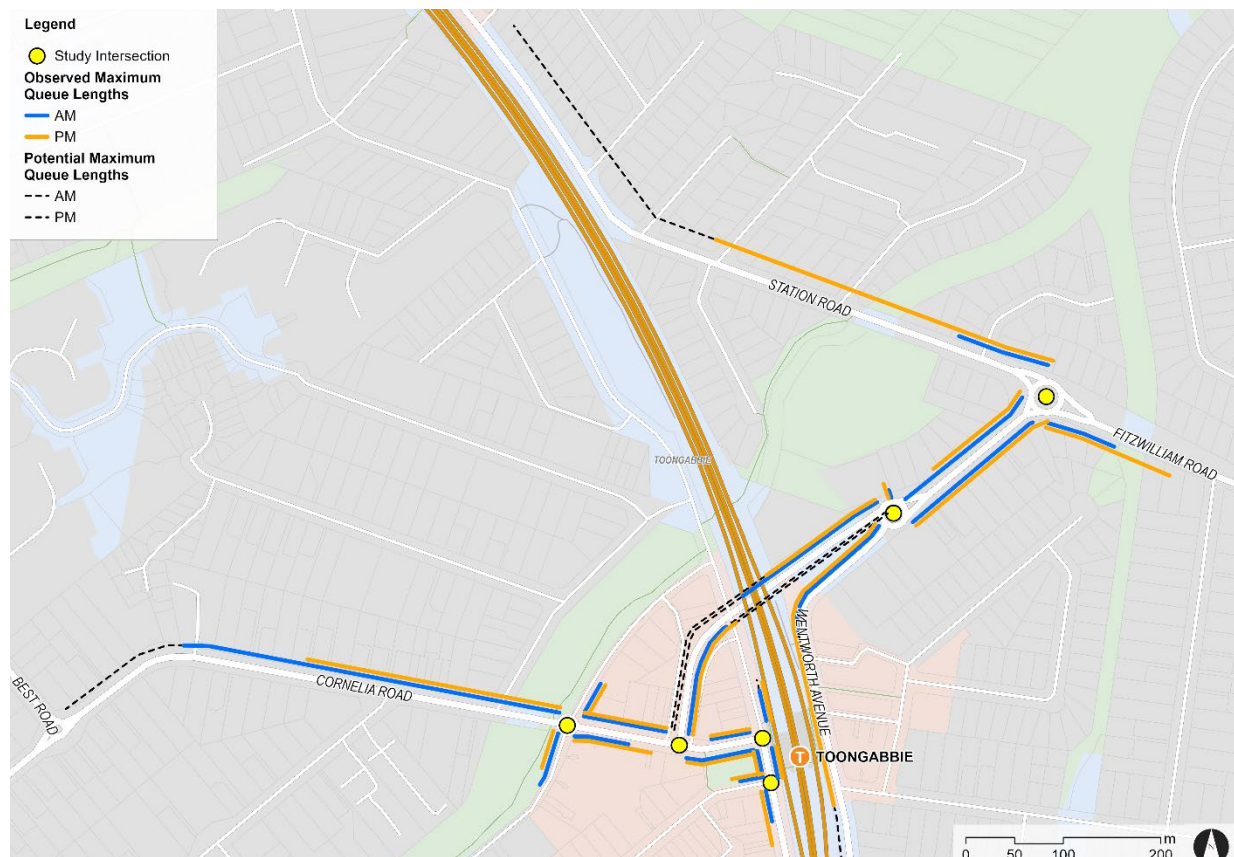 Legend
Study Intersection
Observed Maximum
Queue Lengths
AM
PM
Potential Maximum
Queue Lengths
AM
PM
STATION ROAD
FITZWILLIAM ROAD
TOONGABBIE
WENTWORTH AVENUE
BEST ROAD
CORNELIA ROAD
T TOONGABBIE
m
0 50 100 200
N